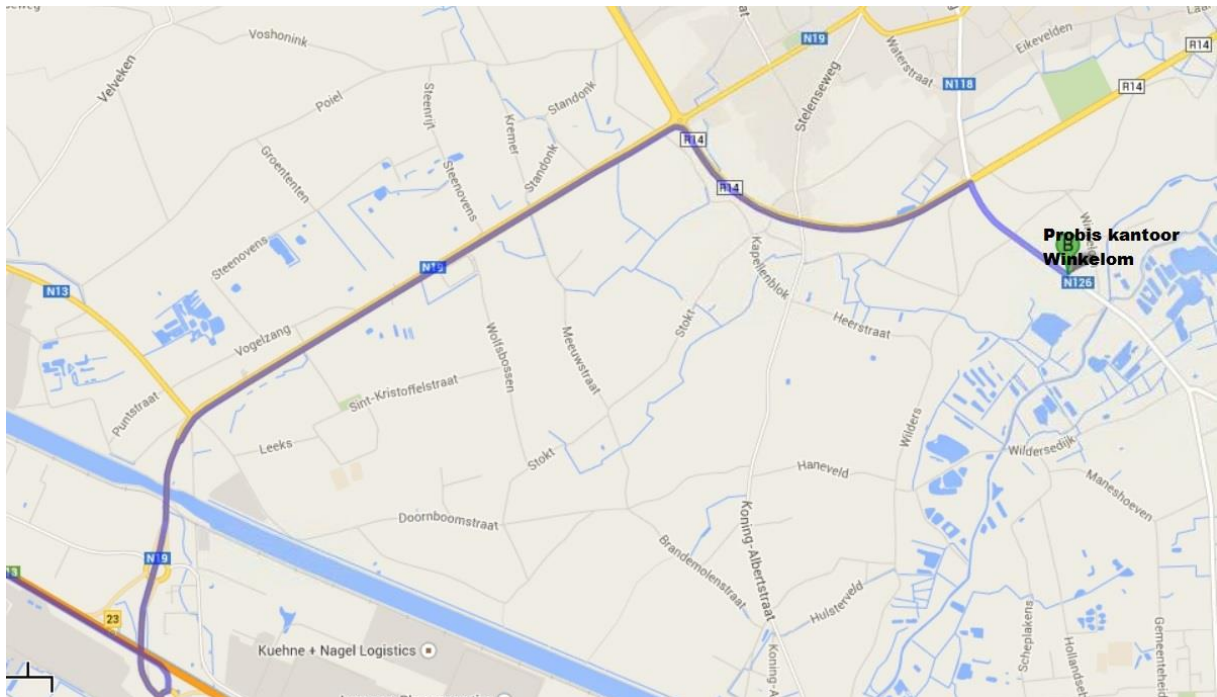 Velveken
Voshonink
Poiel
Steenrijt
Kremer
Standonk
Standonk
Groententen
Steenovens
Steenovens
N19
R14
R14
R14
R14
N19
N118
Waterstraat
Eikevelden
Stelenseweg
Probis kantoor
Winkelom
B
N126
N13
N19
Vogelzang
Puntstraat
Leeks
Sint-Kristoffelstraat
Wolfsbossen
Meeuwstraat
Stokt
Stokt
Kapellenblok
Heerstraat
Wilders
Wildersedijk
Haneveld
Maneshoeven
Doornboomstraat
Brandemolenstraat
Koning-Albertstraat
Hulsterveld
Scheplakens
N19
23
Kuehne + Nagel Logistics